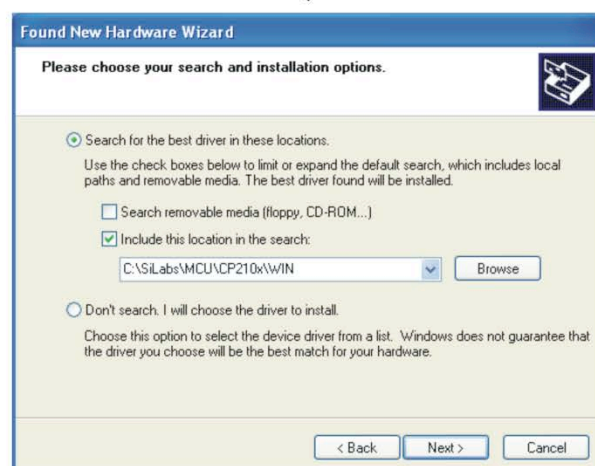 Found New Hardware Wizard
Please choose your search and installation options.
Search for the best driver in these locations.
Use the check boxes below to limit or expand the default search, which includes local
paths and removable media. The best driver found will be installed.
Search removable media (floppy, CD-ROM...)
Include this location in the search:
C:\SiLabs\MCU\CP210x\WIN
Browse
Don't search. I will choose the driver to install.
Choose this option to select the device driver from a list. Windows does not guarantee that
the driver you choose will be the best match for your hardware.
< Back Next > Cancel